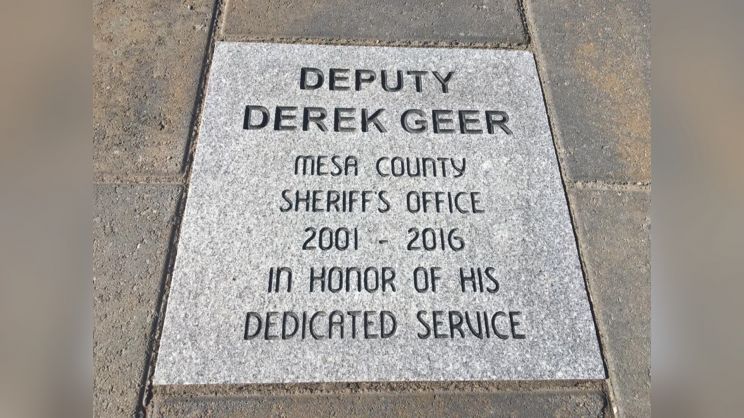 DEPUTY
DEREK GEER
MESA COUNTY
SHERIFF'S OFFICE
2001 - 2016
IN HONOR OF HIS
DEDICATED SERVICE